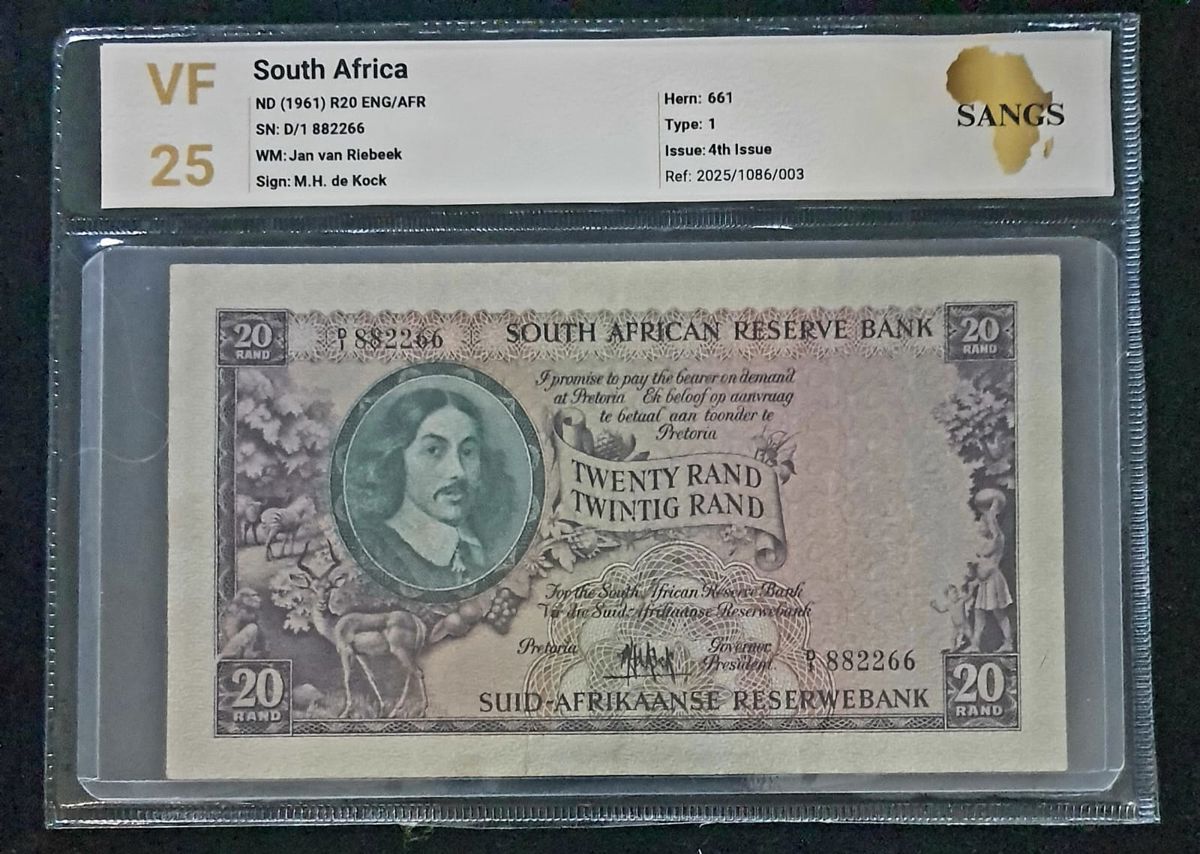 VF
25
South Africa
ND (1961) R20 ENG/AFR
SN: D/1 882266
WM: Jan van Riebeek
Sign: M.H. de Kock
Hern: 661
Type: 1
Issue: 4th Issue
Ref: 2025/1086/003
SANGS
20
RAND
D/1 882266
SOUTH AFRICAN RESERVE BANK
20
RAND
I promise to pay the bearer on demand
at Pretoria Ek beloof op aanvraag
te betaal aan toonder te
Pretoria
TWENTY RAND
TWINTIG RAND
For the South African Reserve Bank
Vir die Suid-Afrikaanse Reserwebank
Pretoria
Governor
President
D/1 882266
20
RAND
SUID-AFRIKAANSE RESERWEBANK
20
RAND